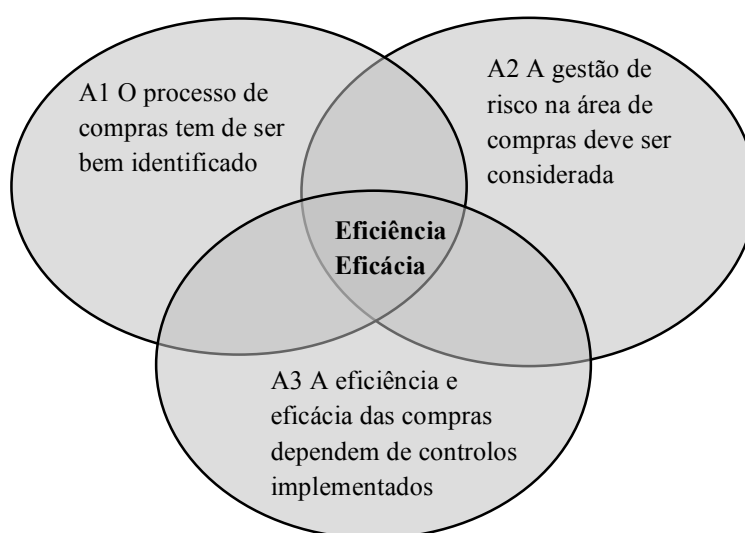 A1 O processo de
compras tem de ser
bem identificado
A2 A gestão de
risco na área de
compras deve ser
considerada
Eficiência
Eficácia
A3 A eficiência e
eficácia das compras
dependem de controlos
implementados